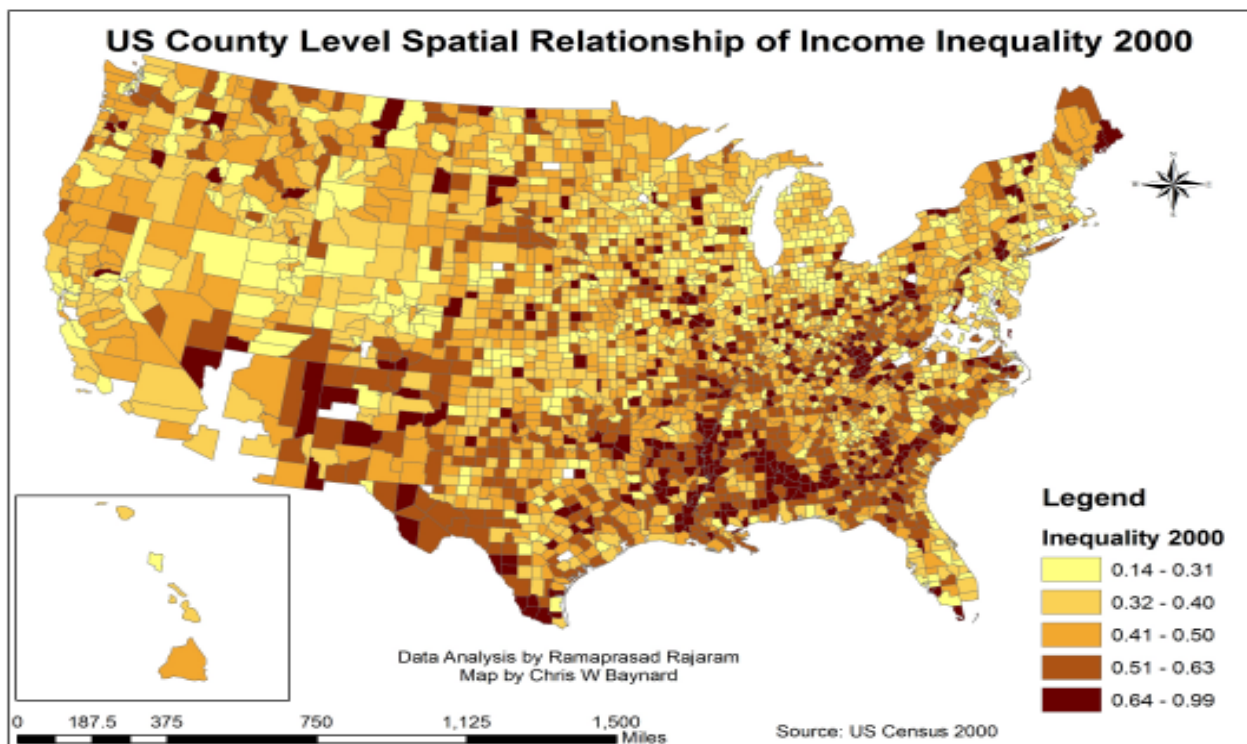 US County Level Spatial Relationship of Income Inequality 2000
N
W E
S
Legend
Inequality 2000
0.14 - 0.31
0.32 - 0.40
0.41 - 0.50
0.51 - 0.63
0.64 - 0.99
Data Analysis by Ramaprasad Rajaram
Map by Chris W Baynard
0 187.5 375 750 1,125 1,500
Miles
Source: US Census 2000